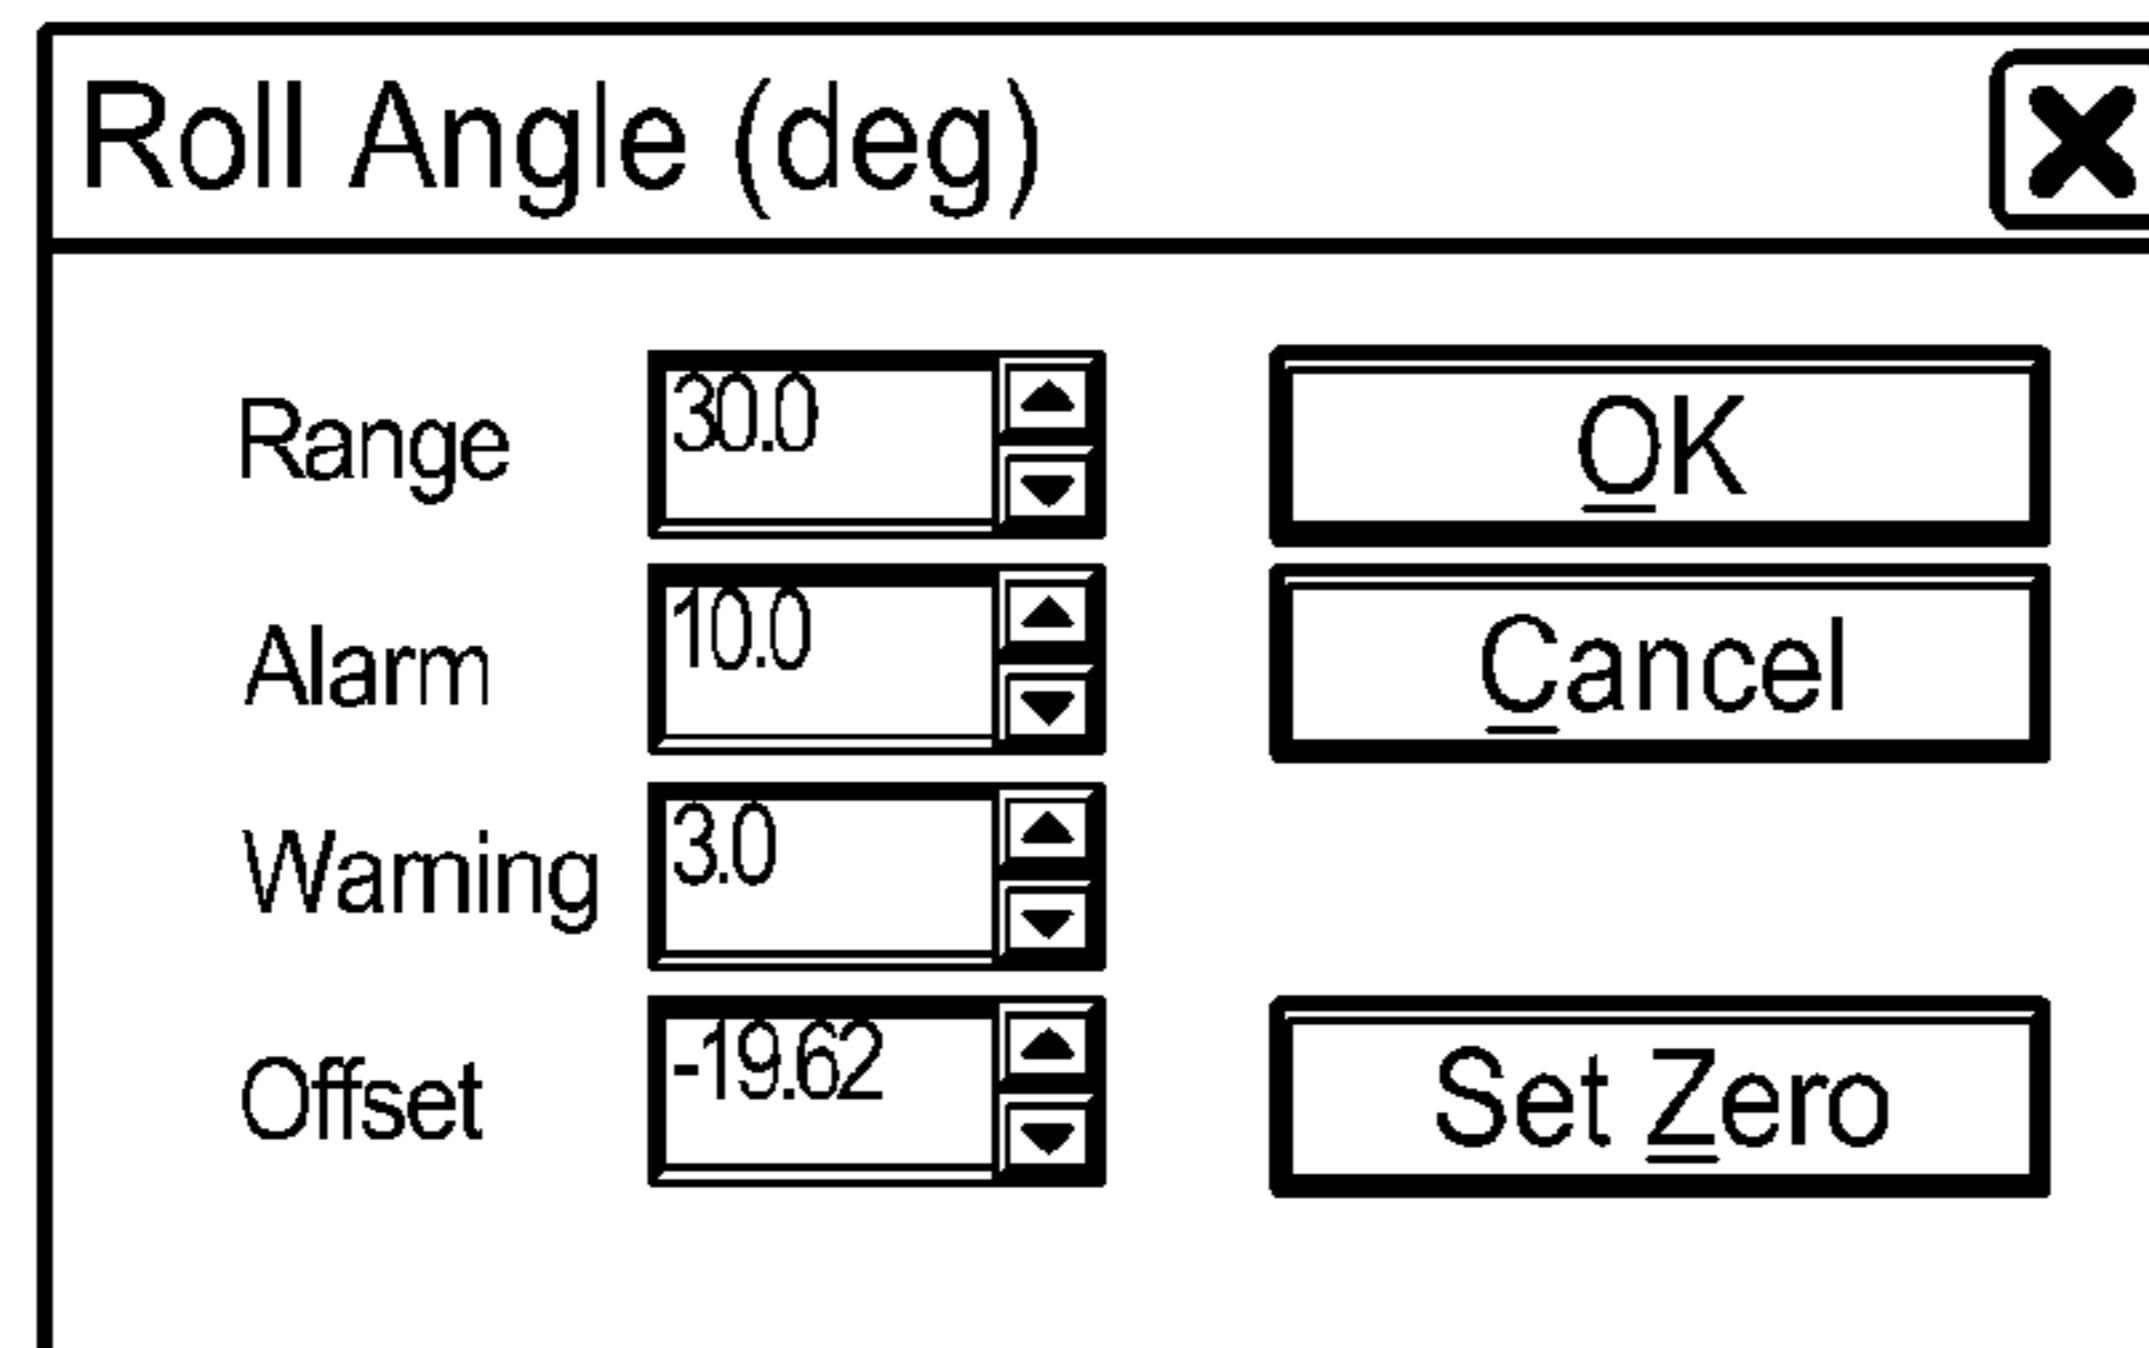 Roll Angle (deg)
Range 30.0 OK
Alarm 10.0 Cancel
Warning 3.0
Offset -19.62 Set Zero